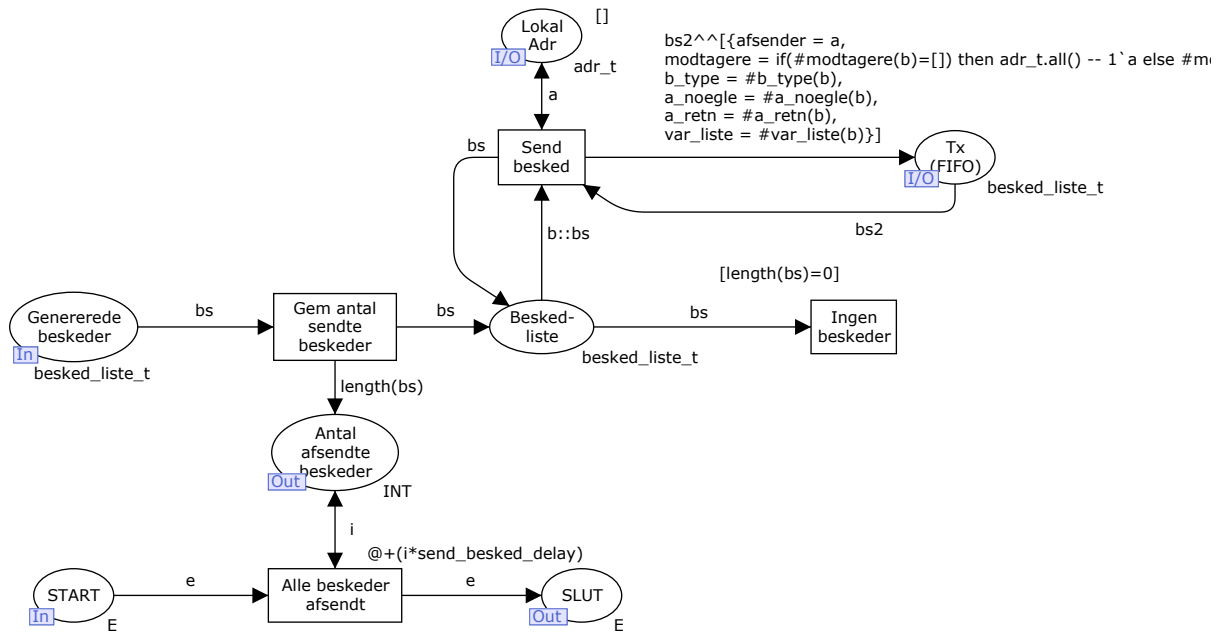 Lokal
Adr
I/O
[]
adr_t
a
bs2^^[{afsender = a,
modtagere = if(#modtagere(b)=[]) then adr_t.all() -- 1`a else #m
b_type = #b_type(b),
a_noegle = #a_noegle(b),
a_retn = #a_retn(b),
var_liste = #var_liste(b)}]
bs
Send
besked
Tx
(FIFO)
I/O
besked_liste_t
bs2
b::bs
[length(bs)=0]
Genererede
beskeder
In
besked_liste_t
bs
Gem antal
sendte
beskeder
bs
Besked-
liste
besked_liste_t
bs
Ingen
beskeder
length(bs)
Antal
afsendte
beskeder
Out
INT
i
@+(i*send_besked_delay)
START
In
E
e
Alle beskeder
afsendt
e
SLUT
Out
E